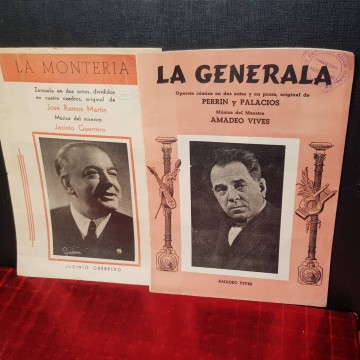 LA MONTERIA
Zarzuela en dos actos, divididos
en cuatro cuadros, original de
José Ramos Martín
Música del maestro
Jacinto Guerrero
JACINTO GUERRERO
LA GENERALA
Opereta cómica en dos actos y en prosa, original de
PERRIN y PALACIOS
Música del Maestro
AMADEO VIVES
AMADEO VIVES